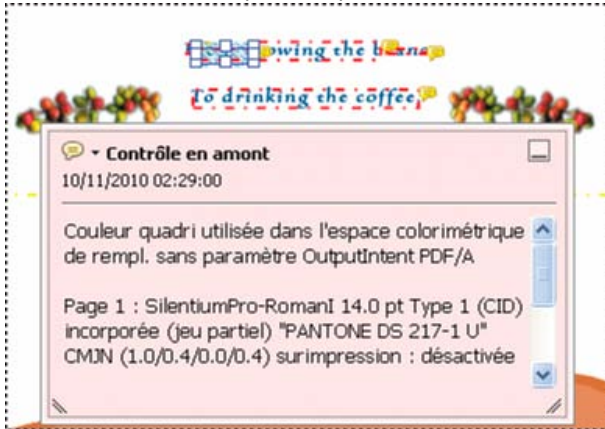 owing the beans
To drinking the coffee,
Contrôle en amont
10/11/2010 02:29:00
Couleur quadri utilisée dans l'espace colorimétrique
de rempl. sans paramètre OutputIntent PDF/A
Page 1 : SilentiumPro-RomanI 14.0 pt Type 1 (CID)
incorporée (jeu partiel) "PANTONE DS 217-1 U"
CMJN (1.0/0.4/0.0/0.4) surimpression : désactivée